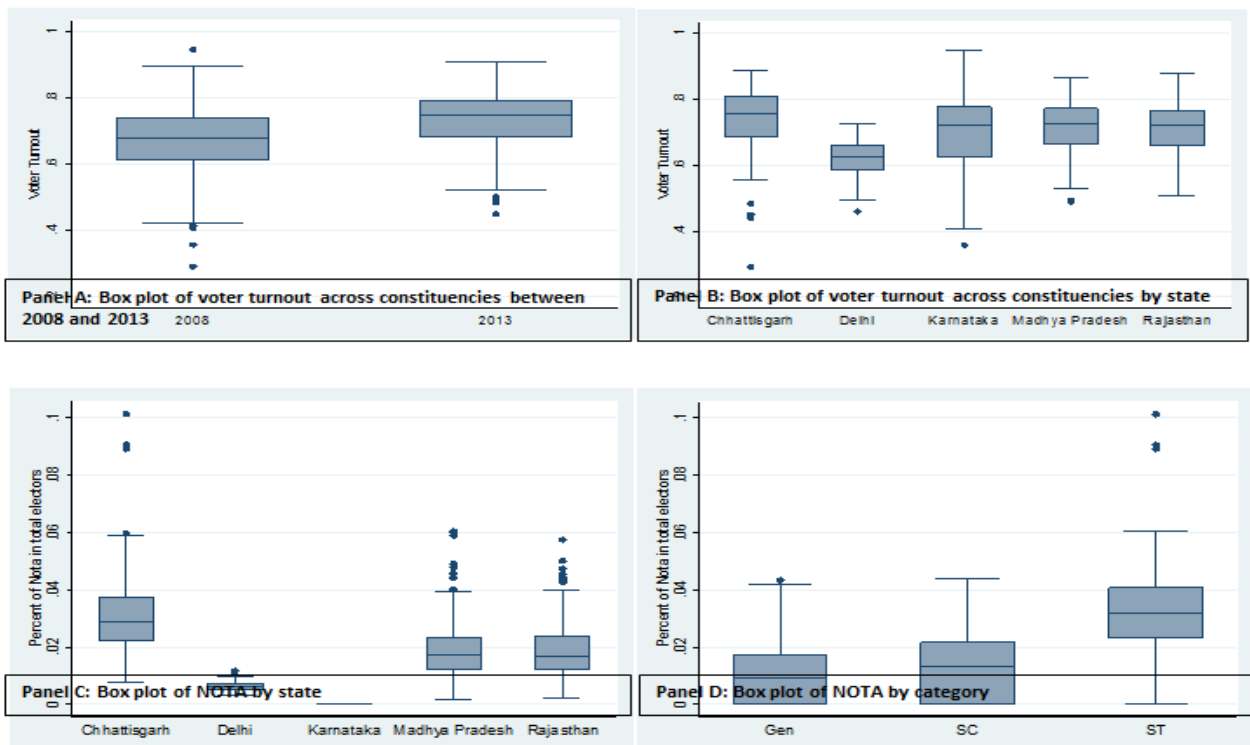 1
.8
.6
.4
Voter Turnout
Panel A: Box plot of voter turnout across constituencies between
2008 and 2013
2008
2013
1
.8
.6
.4
Voter Turnout
Panel B: Box plot of voter turnout across constituencies by state
Chhattisgarh Delhi Karnataka Madhya Pradesh Rajasthan
.1
.08
.06
.04
.02
0
Percent of Nota in total electors
Panel C: Box plot of NOTA by state
Chhattisgarh Delhi Karnataka Madhya Pradesh Rajasthan
.1
.08
.06
.04
.02
0
Percent of Nota in total electors
Panel D: Box plot of NOTA by category
Gen SC ST